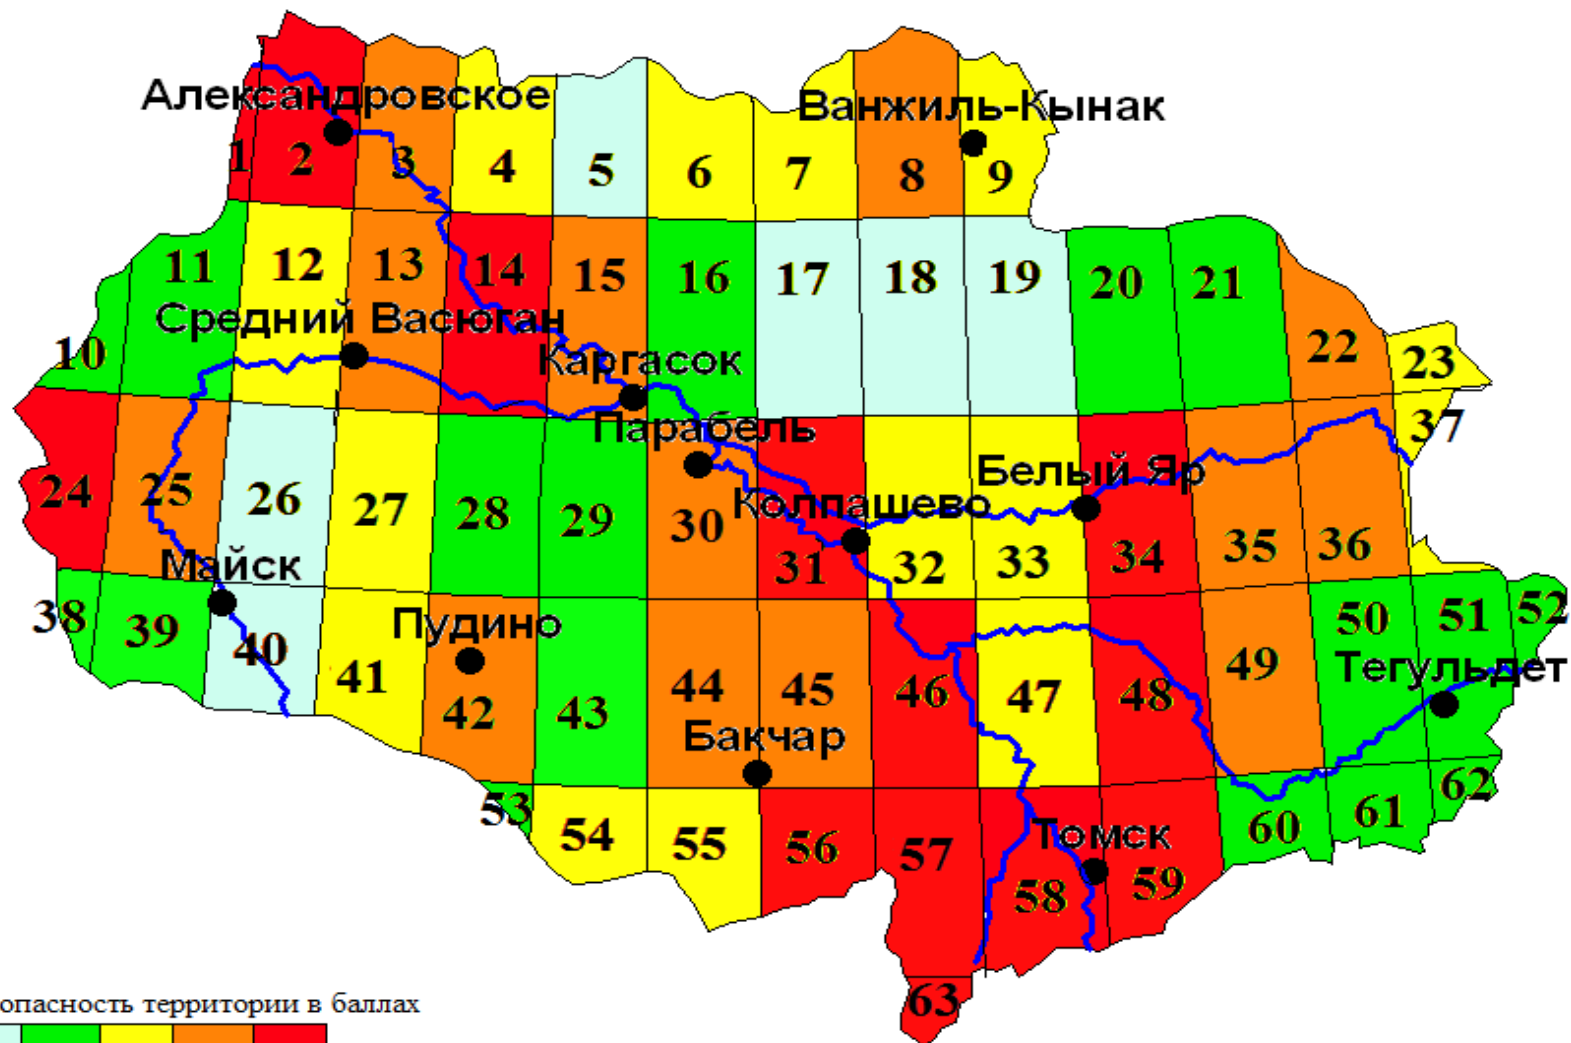 Александровское
Ванжиль-Кынак
1 2 3 4 5 6 7 8 9
11 12 13 14 15 16 17 18 19 20 21
Средний Васюган
10 22 23
Каргасок
Парабель 37
Белый Яр
24 25 26 27 28 29 30 Колпашево
31 32 33 34 35 36
Майск
38 39 40 Пудино 50 51 52
Тегульдет
41 42 43 44 45 46 47 48 49
Бакчар
53 54 55 56 57 Томск 60 61 62
58 59
63
опасность территории в баллах